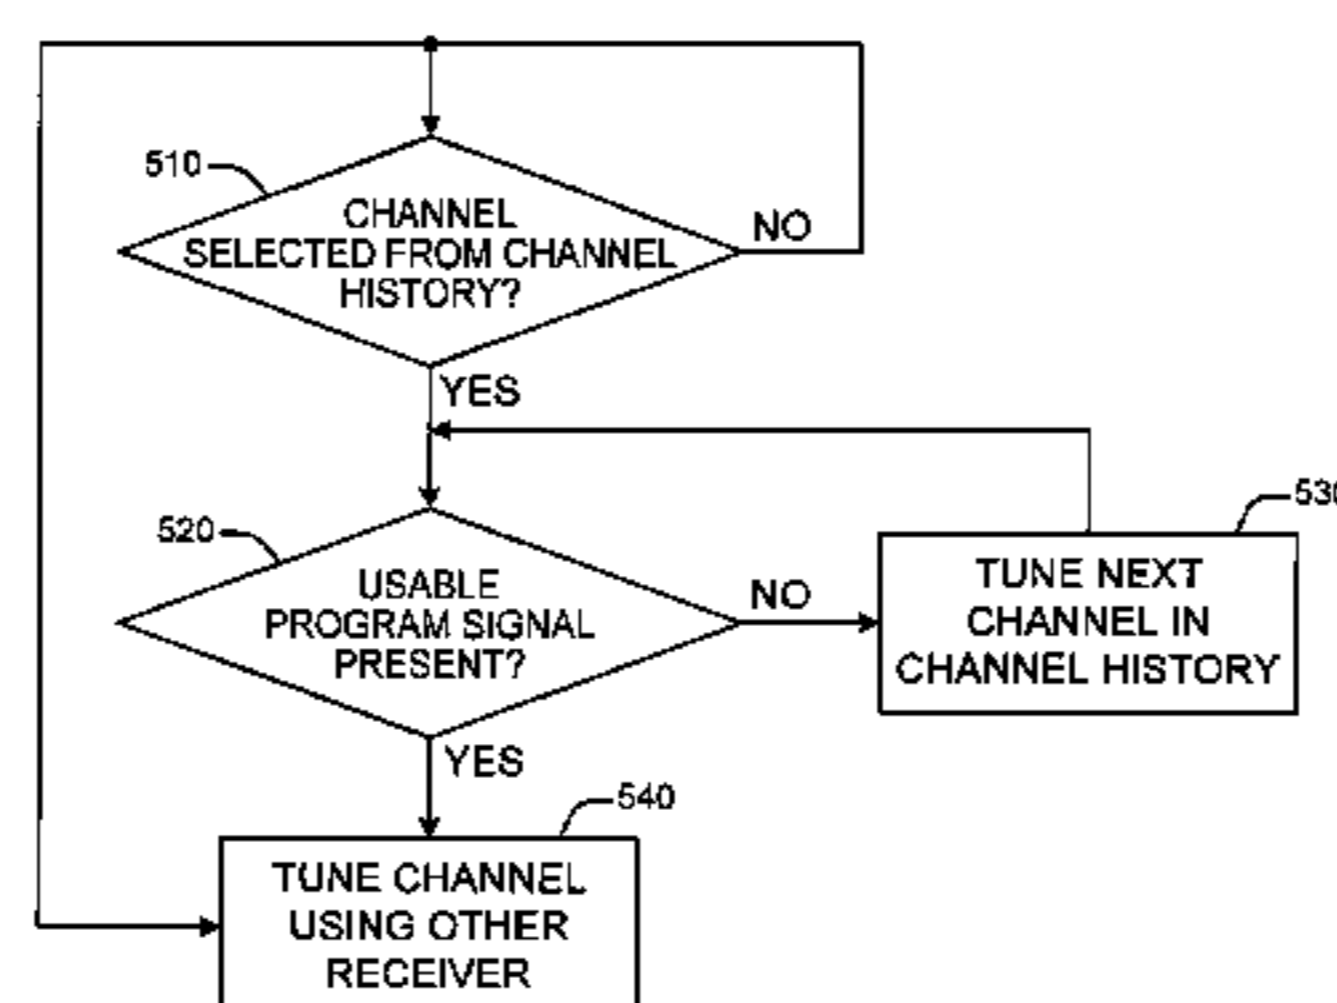 510
CHANNEL
SELECTED FROM CHANNEL
HISTORY?
NO
YES
520
USABLE
PROGRAM SIGNAL
PRESENT?
NO
530
TUNE NEXT
CHANNEL IN
CHANNEL HISTORY
YES
540
TUNE CHANNEL
USING OTHER
RECEIVER